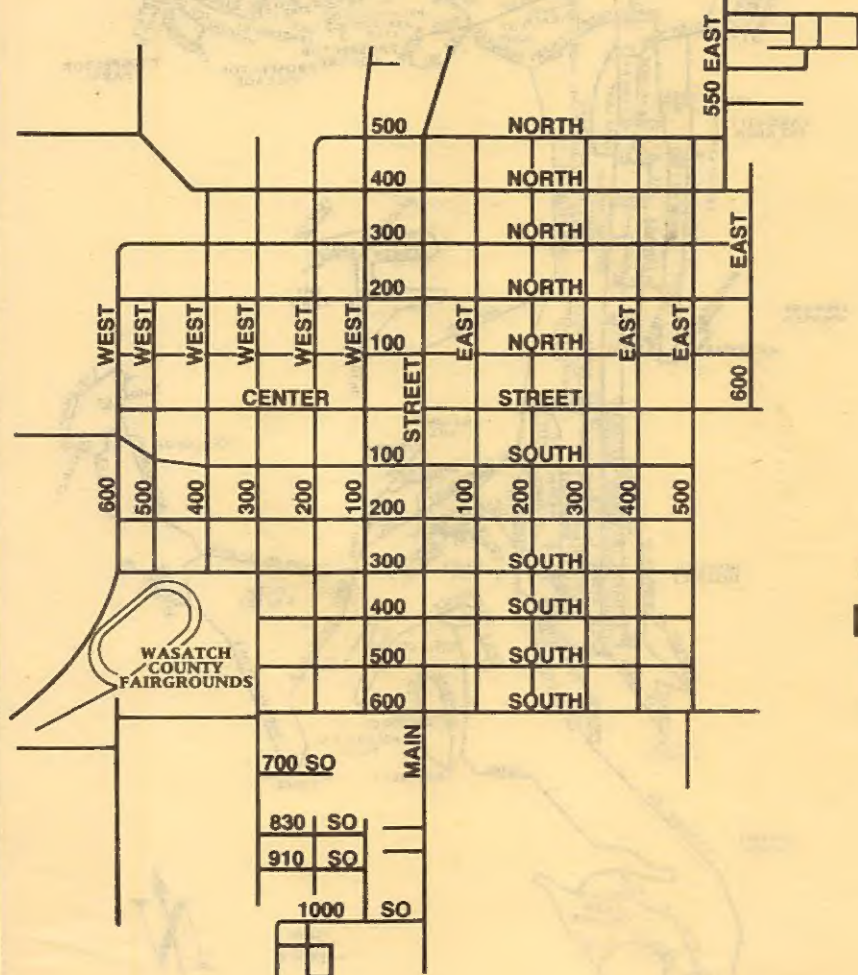 550 EAST
500 NORTH
400 NORTH
300 NORTH
EAST
200 NORTH
WEST WEST WEST WEST WEST WEST EAST EAST EAST
100 NORTH
600
CENTER STREET
STREET
100 SOUTH
600 500 400 300 200 100 100 200 300 400 500
200
300 SOUTH
400 SOUTH
WASATCH
COUNTY
FAIRGROUNDS
500 SOUTH
600 SOUTH
MAIN
700 SO
830 SO
910 SO
1000 SO